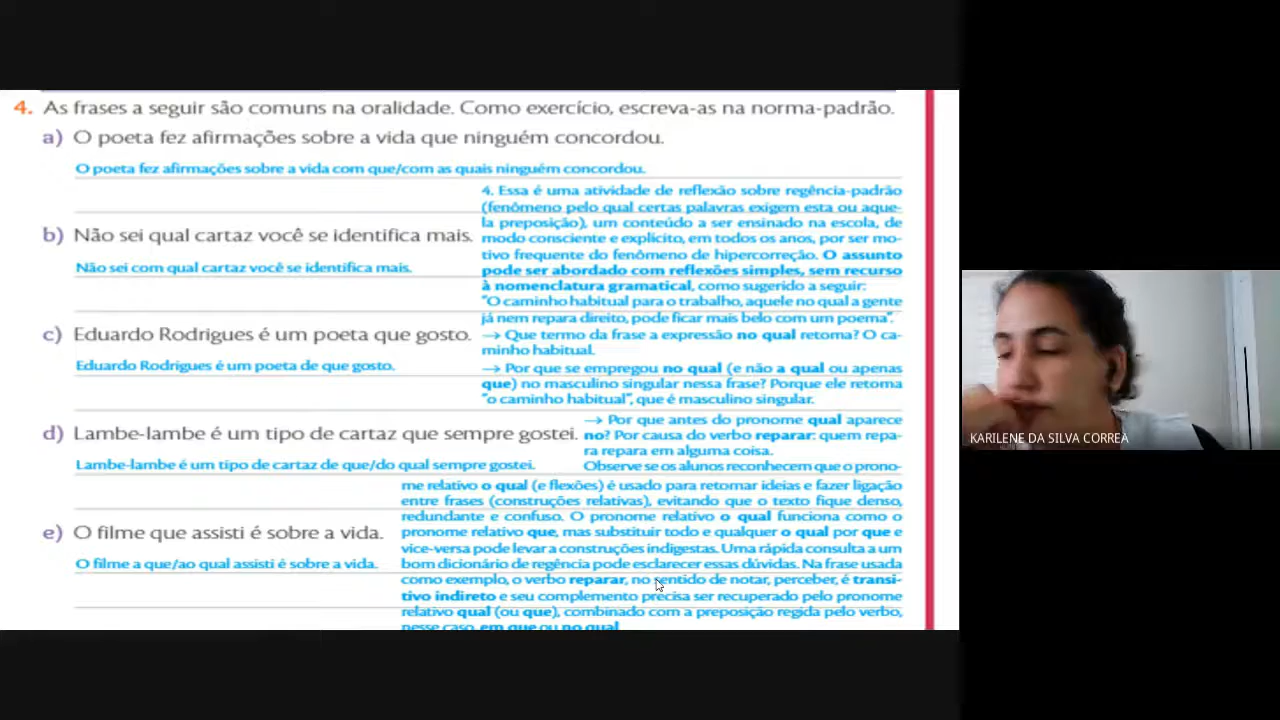 4. As frases a seguir são comuns na oralidade. Como exercício, escreva-as na norma-padrão.
a) O poeta fez afirmações sobre a vida que ninguém concordou.
O poeta fez afirmações sobre a vida com que/com as quais ninguém concordou.
b) Não sei qual cartaz você se identifica mais.
Não sei com qual cartaz você se identifica mais.
c) Eduardo Rodrigues é um poeta que gosto.
Eduardo Rodrigues é um poeta de que gosto.
d) Lambe-lambe é um tipo de cartaz que sempre gostei.
Lambe-lambe é um tipo de cartaz de que/do qual sempre gostei.
e) O filme que assisti é sobre a vida.
O filme a que/ao qual assisti é sobre a vida.
4. Essa é uma atividade de reflexão sobre regência-padrão
(fenômeno pelo qual certas palavras exigem esta ou aque-
la preposição), um conteúdo a ser ensinado na escola, de
modo consciente e explícito, em todos os anos, por ser mo-
tivo frequente do fenômeno de hipercorreção. O assunto
pode ser abordado com reflexões simples, sem recurso
à nomenclatura gramatical, como sugerido a seguir:
"O caminho habitual para o trabalho, aquele no qual a gente
já nem repara direito, pode ficar mais belo com um poema".
→ Que termo da frase a expressão no qual retoma? O ca-
minho habitual.
→ Por que se empregou no qual (e não a qual ou apenas
que) no masculino singular nessa frase? Porque ele retoma
"o caminho habitual", que é masculino singular.
→ Por que antes do pronome qual aparece
no? Por causa do verbo reparar: quem repa-
ra repara em alguma coisa.
Observe se os alunos reconhecem que o prono-
me relativo o qual (e flexões) é usado para retomar ideias e fazer ligação
entre frases (construções relativas), evitando que o texto fique denso,
redundante e confuso. O pronome relativo o qual funciona como o
pronome relativo que, mas substituir todo e qualquer o qual por que e
vice-versa pode levar a construções indigestas. Uma rápida consulta a um
bom dicionário de regência pode esclarecer essas dúvidas. Na frase usada
como exemplo, o verbo reparar, no sentido de notar, perceber, é transi-
tivo indireto e seu complemento precisa ser recuperado pelo pronome
relativo qual (ou que), combinado com a preposição regida pelo verbo,
nesse caso, em que ou no qual
KARILENE DA SILVA CORREA